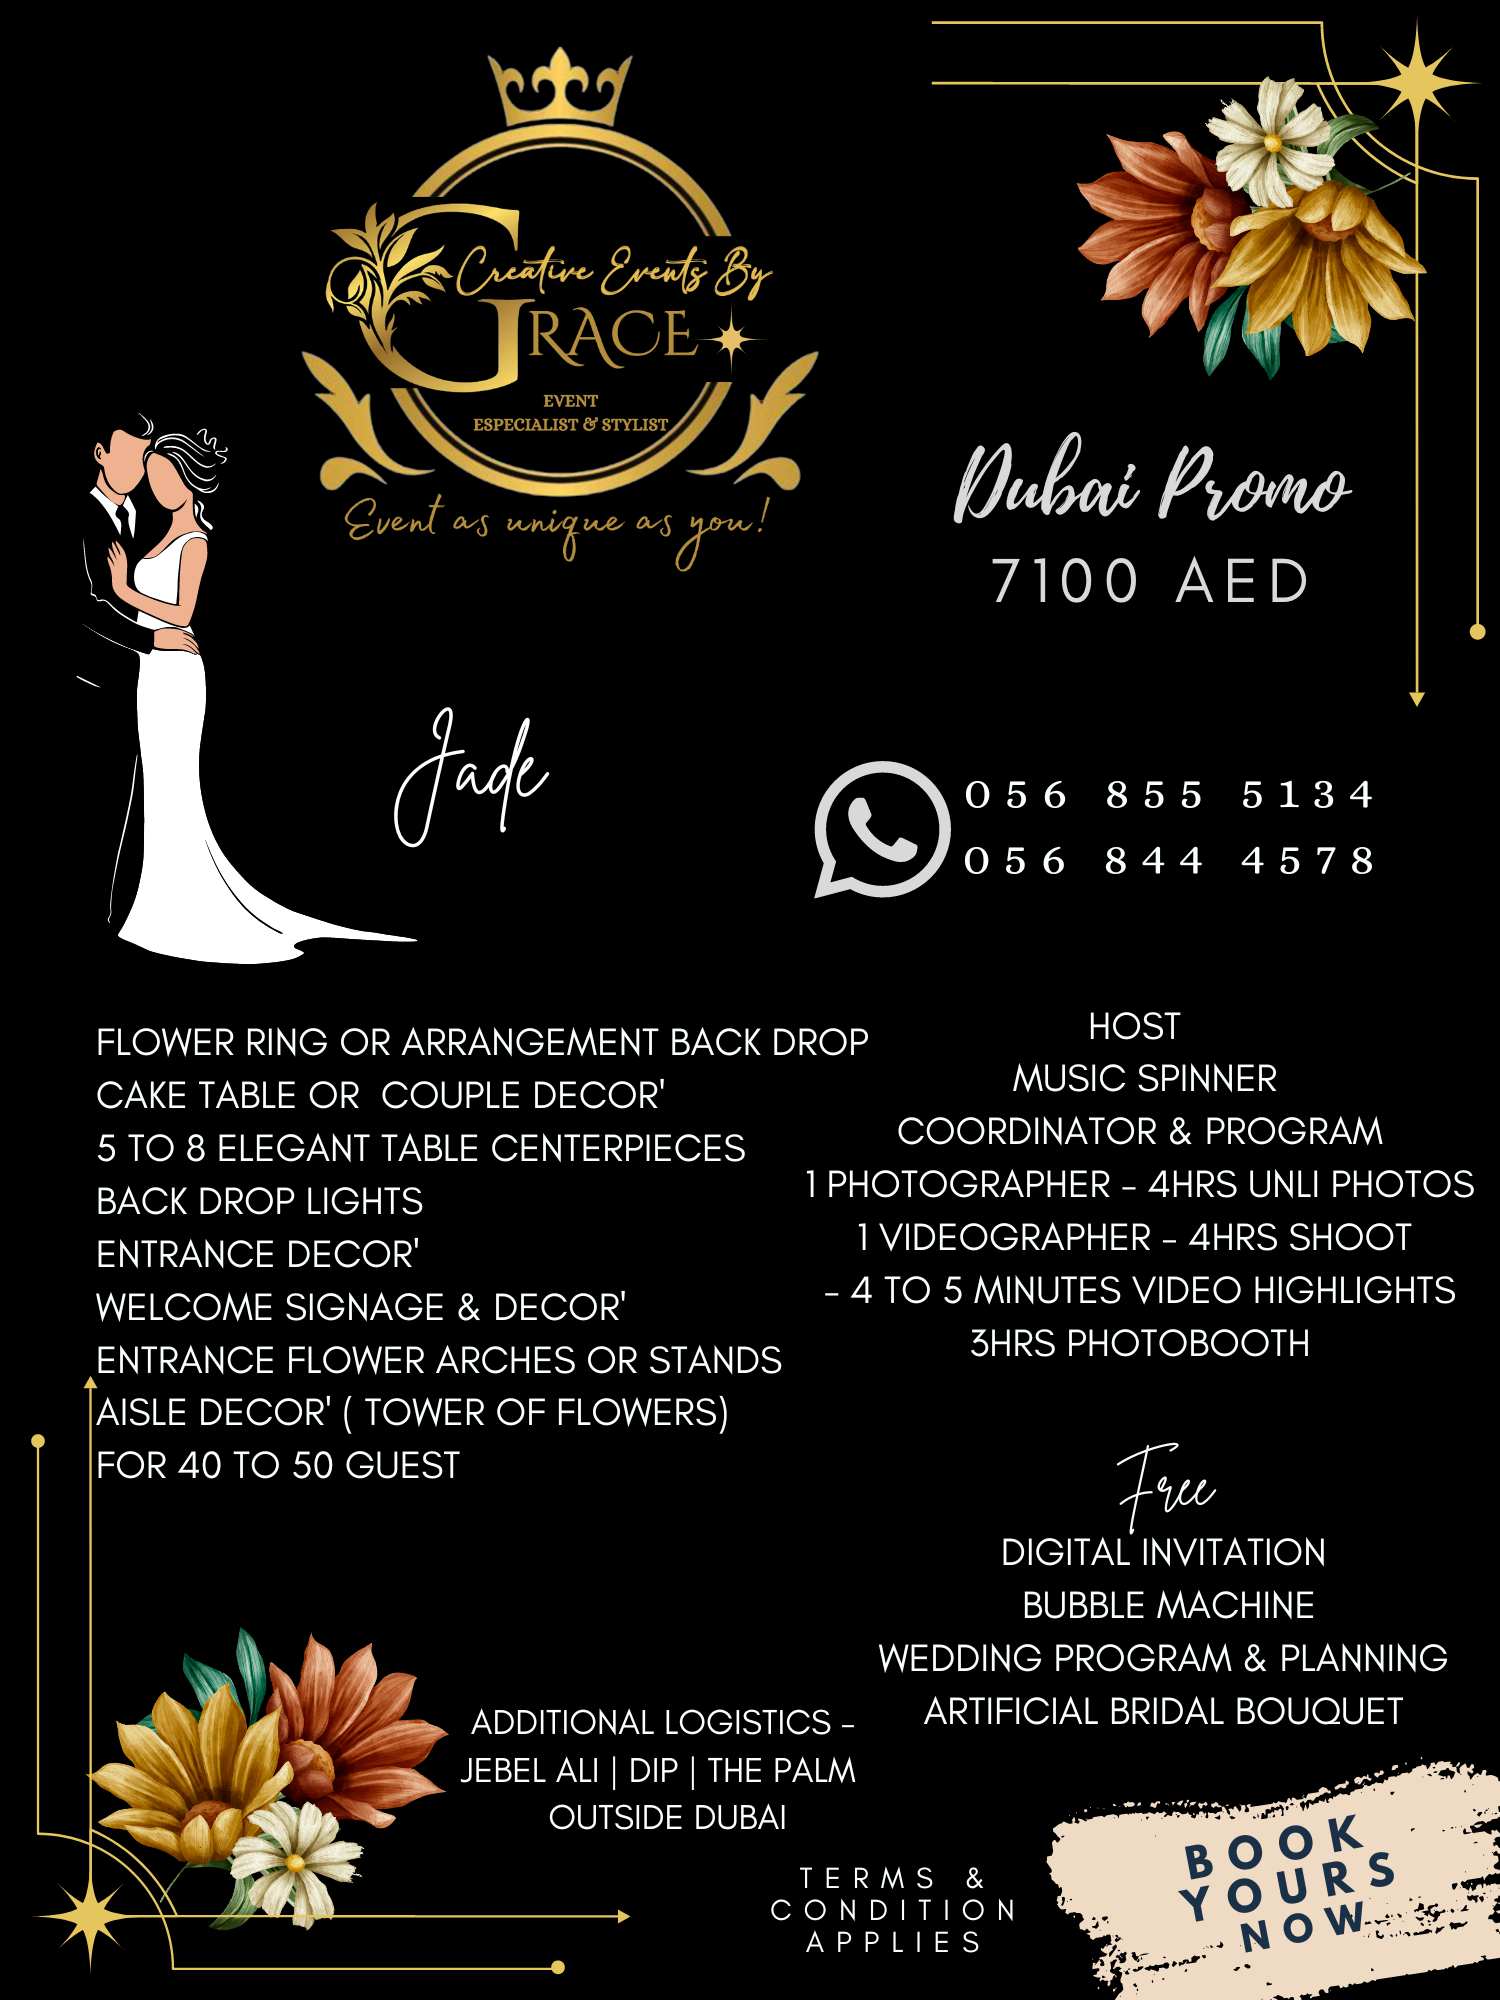 Creative Events By
GRACE
EVENT
ESPECIALIST & STYLIST
Event as unique as you!
Dubai Promo
7100 AED
Jade
056 855 5134
056 844 4578
FLOWER RING OR ARRANGEMENT BACK DROP
CAKE TABLE OR COUPLE DECOR'
5 TO 8 ELEGANT TABLE CENTERPIECES
BACK DROP LIGHTS
ENTRANCE DECOR'
WELCOME SIGNAGE & DECOR'
ENTRANCE FLOWER ARCHES OR STANDS
AISLE DECOR' ( TOWER OF FLOWERS)
FOR 40 TO 50 GUEST
HOST
MUSIC SPINNER
COORDINATOR & PROGRAM
1 PHOTOGRAPHER - 4HRS UNLI PHOTOS
1 VIDEOGRAPHER - 4HRS SHOOT
- 4 TO 5 MINUTES VIDEO HIGHLIGHTS
3HRS PHOTOBOOTH
Free
DIGITAL INVITATION
BUBBLE MACHINE
WEDDING PROGRAM & PLANNING
ARTIFICIAL BRIDAL BOUQUET
ADDITIONAL LOGISTICS -
JEBEL ALI | DIP | THE PALM
OUTSIDE DUBAI
TERMS &
CONDITION
APPLIES
BOOK
YOURS
NOW